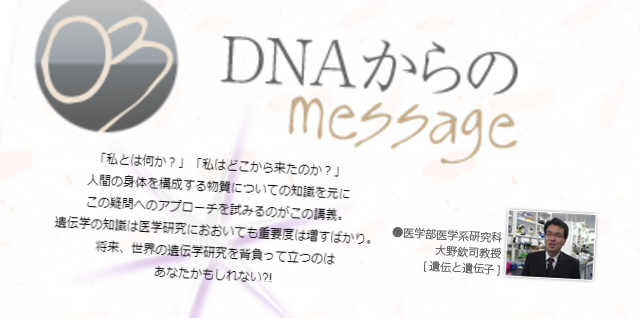 03
DNAからの
message
「私とは何か？」「私はどこから来たのか？」
人間の身体を構成する物質についての知識を元に
この疑問へのアプローチを試みるのがこの講義。
遺伝学の知識は医学研究におおいても重要度は増すばかり。
将来、世界の遺伝学研究を背負って立つのは
あなたかもしれない?!
●医学部医学系研究科
大野欽司教授
[ 遺伝と遺伝子 ]